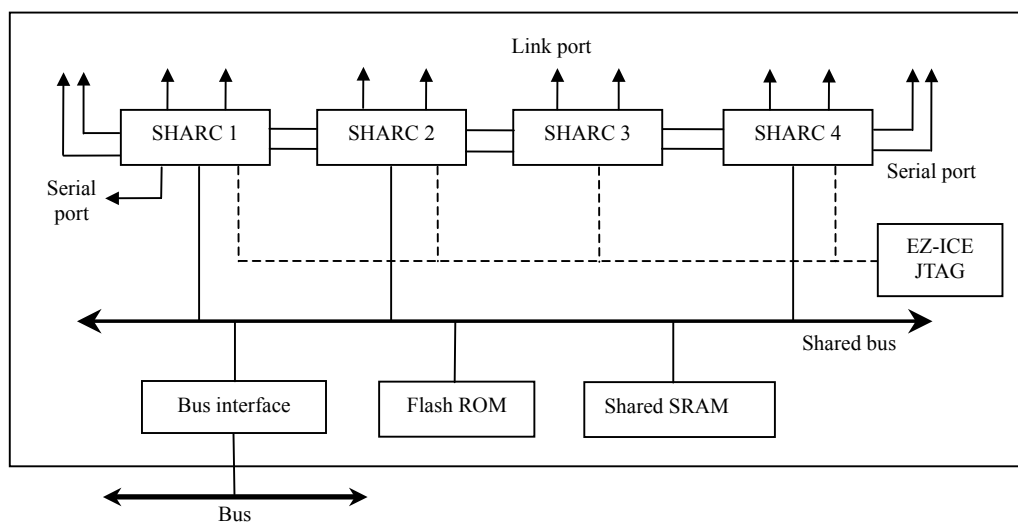 Link port
SHARC 1
SHARC 2
SHARC 3
SHARC 4
Serial
port
Serial port
EZ-ICE
JTAG
Shared bus
Bus interface
Flash ROM
Shared SRAM
Bus